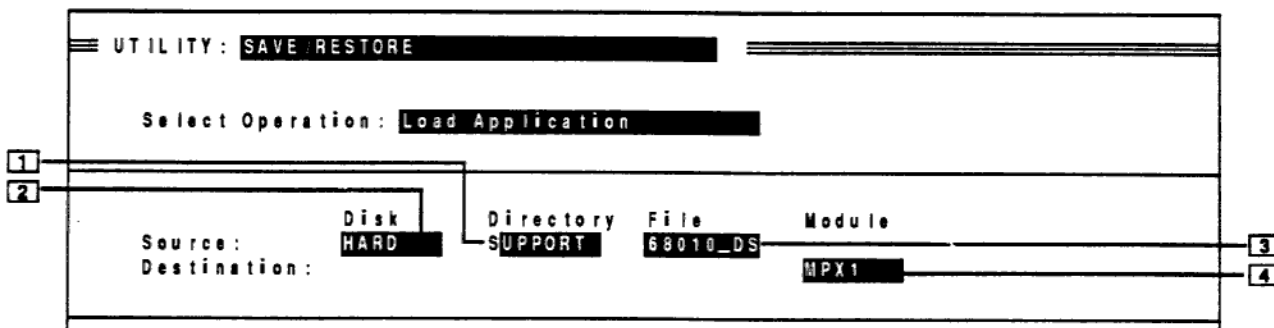 UTILITY: SAVE/RESTORE
Select Operation: Load Application
1
2
Disk Directory File Module
Source: HARD SUPPORT 68010_DS
3
Destination: MPX1
4